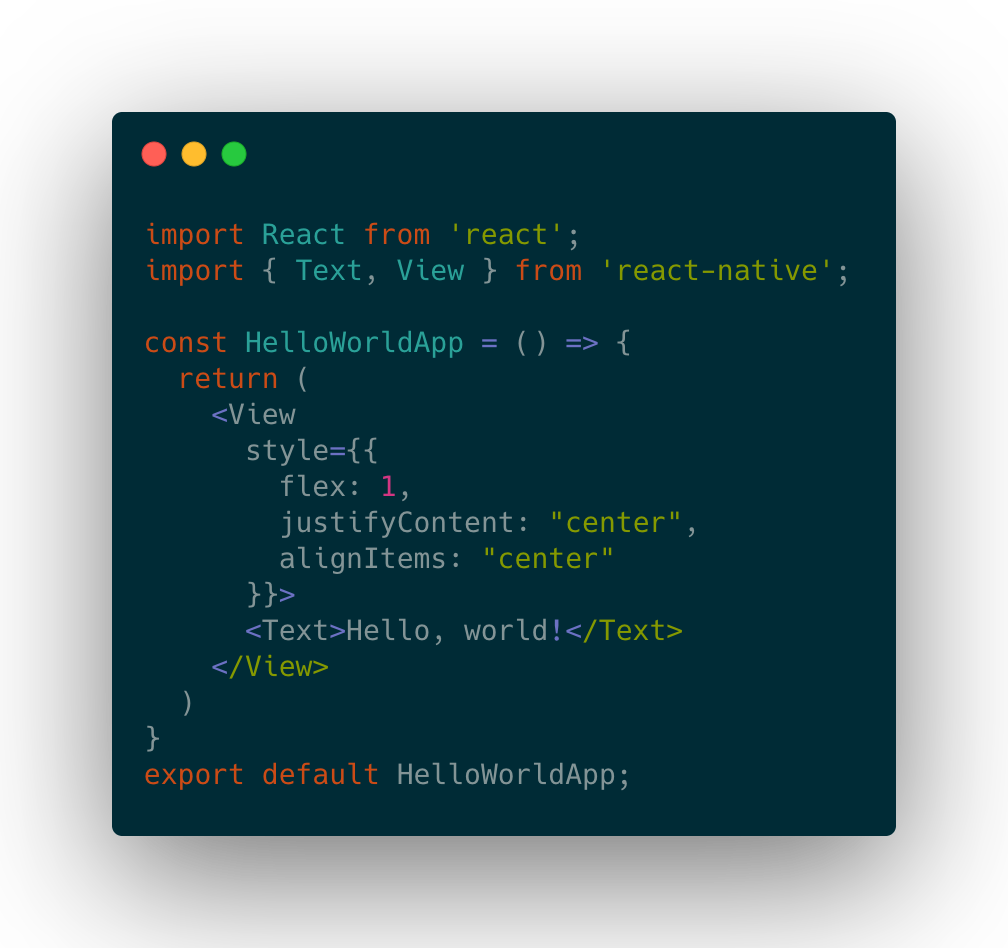 import React from 'react';
import { Text, View } from 'react-native';

const HelloWorldApp = () => {
  return (
    <View
      style={{
        flex: 1,
        justifyContent: "center",
        alignItems: "center"
      }}>
      <Text>Hello, world!</Text>
    </View>
  )
}
export default HelloWorldApp;